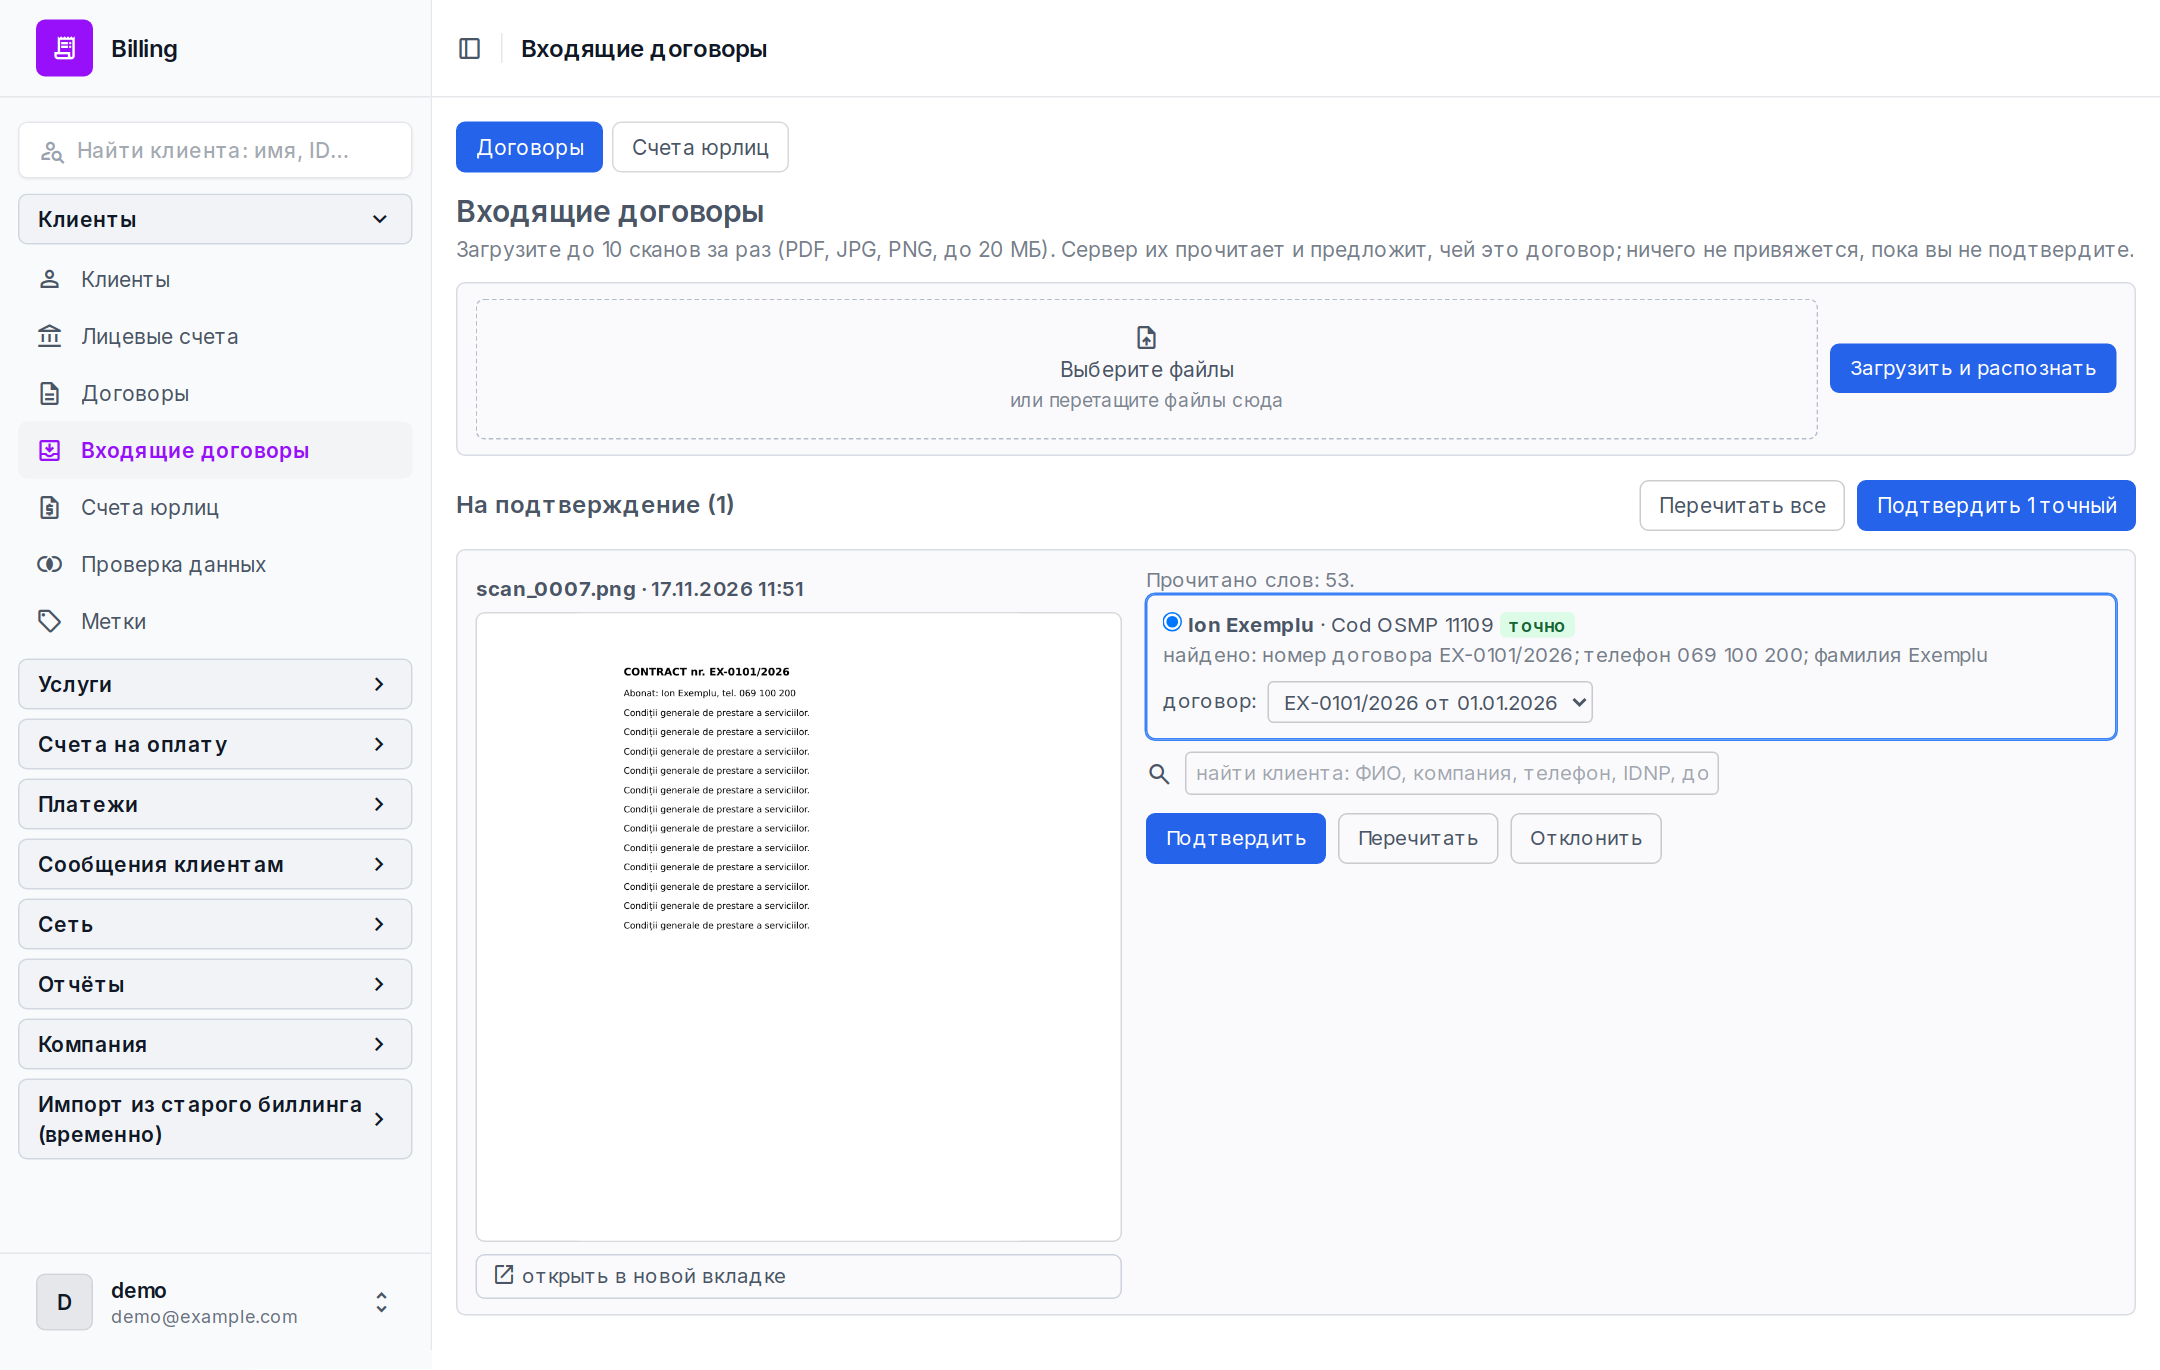 Billing
Входящие договоры
Найти клиента: имя, ID...
Клиенты
Клиенты
Лицевые счета
Договоры
Входящие договоры
Счета юрлиц
Проверка данных
Метки
Услуги
Счета на оплату
Платежи
Сообщения клиентам
Сеть
Отчёты
Компания
Импорт из старого биллинга
(временно)
D
demo
demo@example.com
Договоры
Счета юрлиц
Входящие договоры
Загрузите до 10 сканов за раз (PDF, JPG, PNG, до 20 МБ). Сервер их прочитает и предложит, чей это договор; ничего не привяжется, пока вы не подтвердите.
Выберите файлы
или перетащите файлы сюда
Загрузить и распознать
На подтверждение (1)
Перечитать все
Подтвердить 1 точный
scan_0007.png · 17.11.2026 11:51
CONTRACT nr. EX-0101/2026
Abonat: Ion Exemplu, tel. 069 100 200
Condiții generale de prestare a serviciilor.
Condiții generale de prestare a serviciilor.
Condiții generale de prestare a serviciilor.
Condiții generale de prestare a serviciilor.
Condiții generale de prestare a serviciilor.
Condiții generale de prestare a serviciilor.
Condiții generale de prestare a serviciilor.
Condiții generale de prestare a serviciilor.
Condiții generale de prestare a serviciilor.
Condiții generale de prestare a serviciilor.
Condiții generale de prestare a serviciilor.
Condiții generale de prestare a serviciilor.
открыть в новой вкладке
Прочитано слов: 53.
Ion Exemplu · Cod OSMP 11109 точно
найдено: номер договора EX-0101/2026; телефон 069 100 200; фамилия Exemplu
договор: EX-0101/2026 от 01.01.2026
найти клиента: ФИО, компания, телефон, IDNP, до
Подтвердить
Перечитать
Отклонить